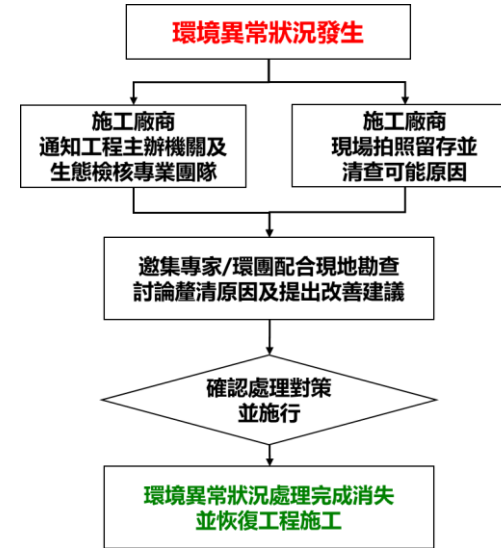 環境異常狀況發生
施工廠商
通知工程主辦機關及
生態檢核專業團隊
施工廠商
現場拍照留存並
清查可能原因
邀集專家/環團配合現地勘查
討論釐清原因及提出改善建議
確認處理對策
並施行
環境異常狀況處理完成消失
並恢復工程施工